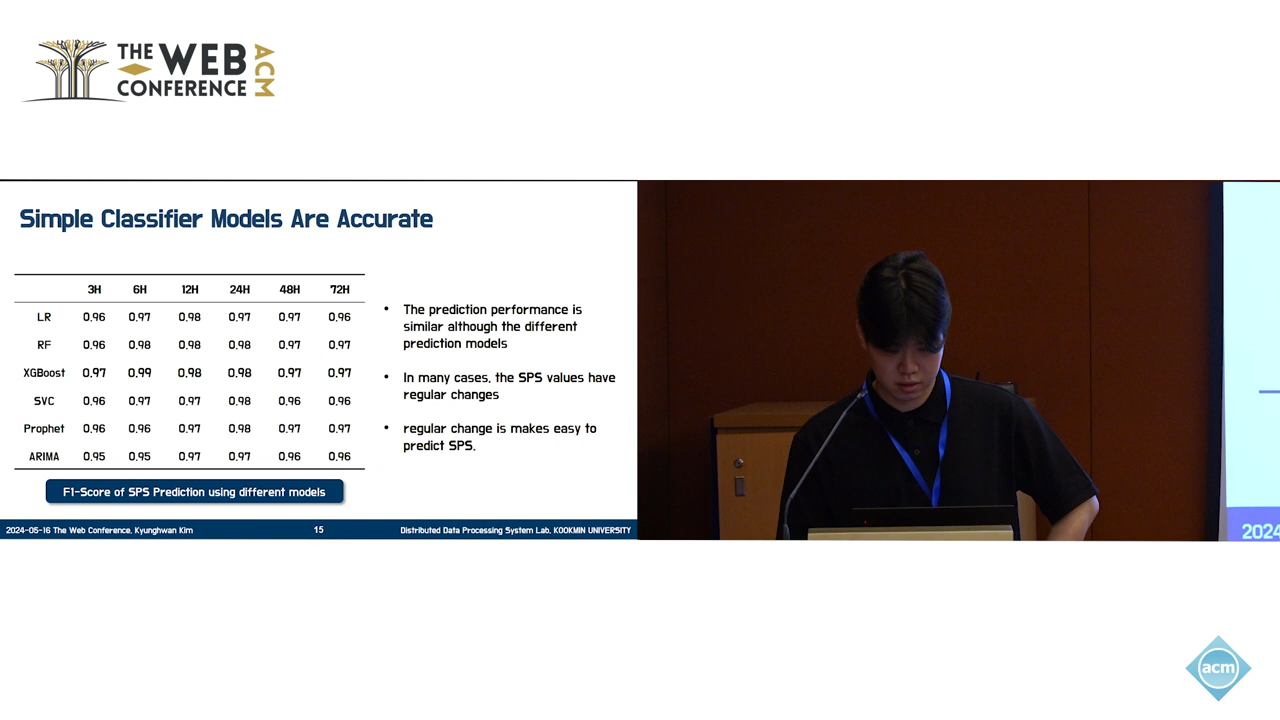 THE WEB
CONFERENCE
ACM
Simple Classifier Models Are Accurate
3H 6H 12H 24H 48H 72H
LR 0.96 0.97 0.98 0.97 0.97 0.96
RF 0.96 0.98 0.98 0.98 0.97 0.97
XGBoost 0.97 0.99 0.98 0.98 0.97 0.97
SVC 0.96 0.97 0.97 0.98 0.96 0.96
Prophet 0.96 0.96 0.97 0.98 0.97 0.97
ARIMA 0.95 0.95 0.97 0.97 0.96 0.96
F1-Score of SPS Prediction using different models
• The prediction performance is
similar although the different
prediction models
• In many cases, the SPS values have
regular changes
• regular change is makes easy to
predict SPS.
2024-05-16 The Web Conference, Kyunghwan Kim
15
Distributed Data Processing System Lab, KOOKMIN UNIVERSITY
2024
acm